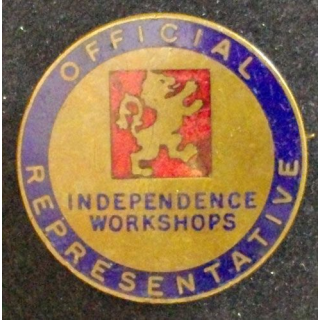 OFFICIAL
INDEPENDENCE
WORKSHOPS
REPRESENTATIVE